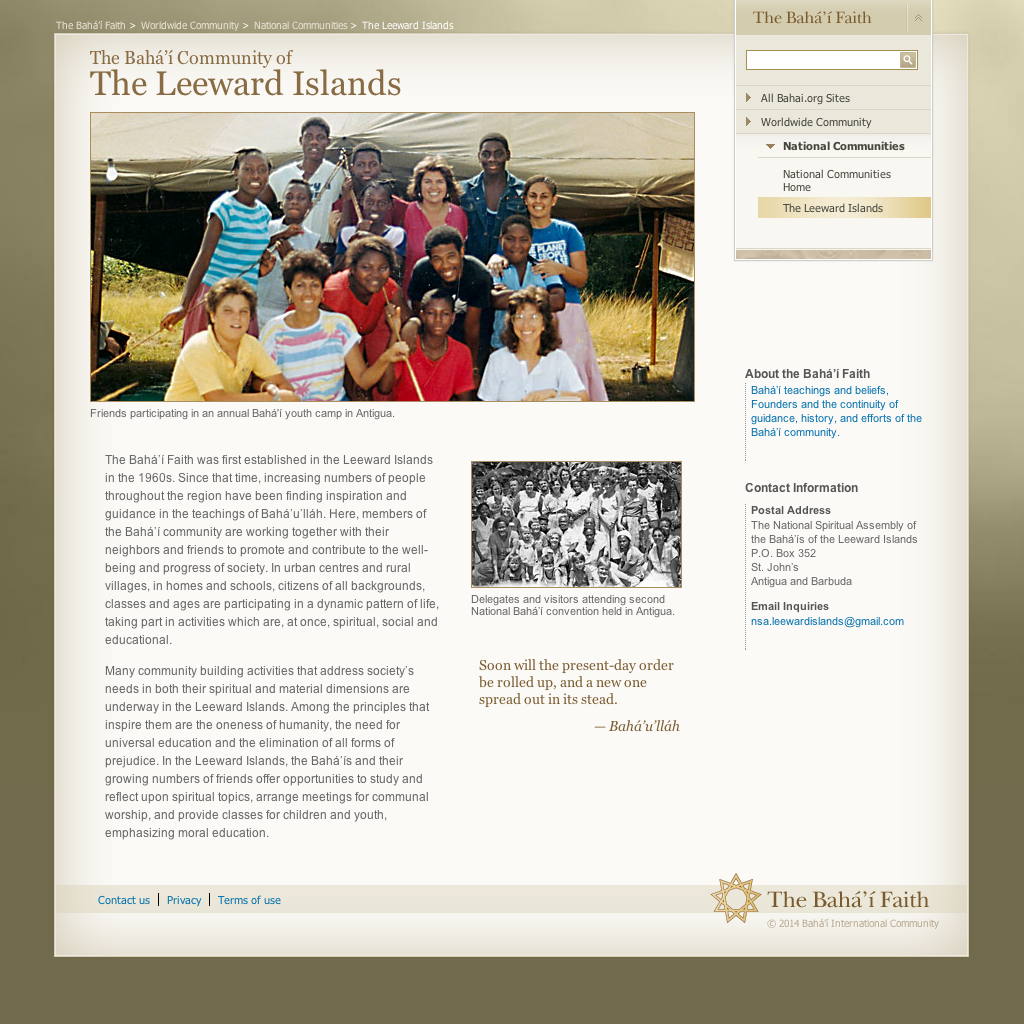 The Bahá’í Faith > Worldwide Community > National Communities > The Leeward Islands
The Bahá’í Faith
The Bahá’í Community of
The Leeward Islands
All Bahai.org Sites
Worldwide Community
National Communities
National Communities
Home
The Leeward Islands
THE PLANET
Friends participating in an annual Bahá'í youth camp in Antigua.
The Bahá’í Faith was first established in the Leeward Islands
in the 1960s. Since that time, increasing numbers of people
throughout the region have been finding inspiration and
guidance in the teachings of Bahá’u’lláh. Here, members of
the Bahá’í community are working together with their
neighbors and friends to promote and contribute to the well-
being and progress of society. In urban centres and rural
villages, in homes and schools, citizens of all backgrounds,
classes and ages are participating in a dynamic pattern of life,
taking part in activities which are, at once, spiritual, social and
educational.
Many community building activities that address society’s
needs in both their spiritual and material dimensions are
underway in the Leeward Islands. Among the principles that
inspire them are the oneness of humanity, the need for
universal education and the elimination of all forms of
prejudice. In the Leeward Islands, the Bahá’ís and their
growing numbers of friends offer opportunities to study and
reflect upon spiritual topics, arrange meetings for communal
worship, and provide classes for children and youth,
emphasizing moral education.
Delegates and visitors attending second
National Bahá’í convention held in Antigua.
Soon will the present-day order
be rolled up, and a new one
spread out in its stead.
— Bahá’u’lláh
About the Bahá’í Faith
Bahá’í teachings and beliefs,
Founders and the continuity of
guidance, history, and efforts of the
Bahá’í community.
Contact Information
Postal Address
The National Spiritual Assembly of
the Bahá’ís of the Leeward Islands
P.O. Box 352
St. John’s
Antigua and Barbuda
Email Inquiries
nsa.leewardislands@gmail.com
Contact us | Privacy | Terms of use
The Bahá’í Faith
© 2014 Bahá’í International Community